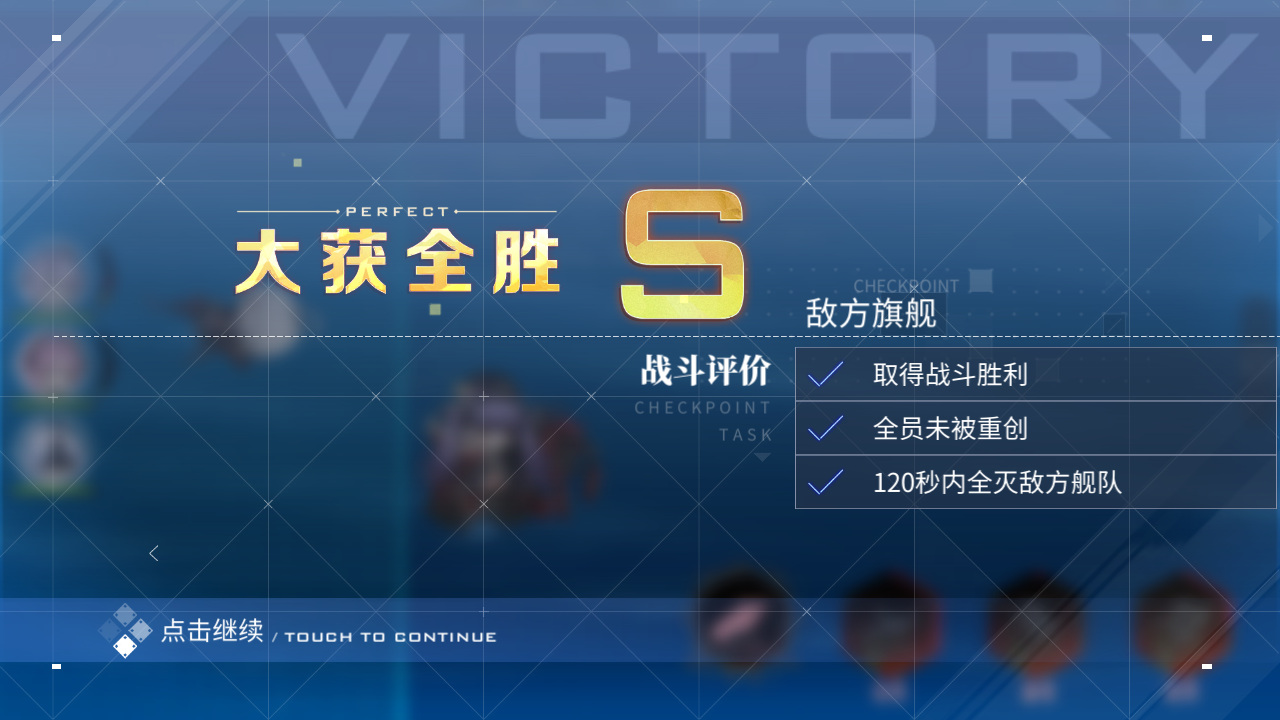 VICTORY
PERFECT
大获全胜
S
CHECKPOINT
敌方旗舰
战斗评价
CHECKPOINT
TASK
取得战斗胜利
全员未被重创
120秒内全灭敌方舰队
点击继续 / TOUCH TO CONTINUE